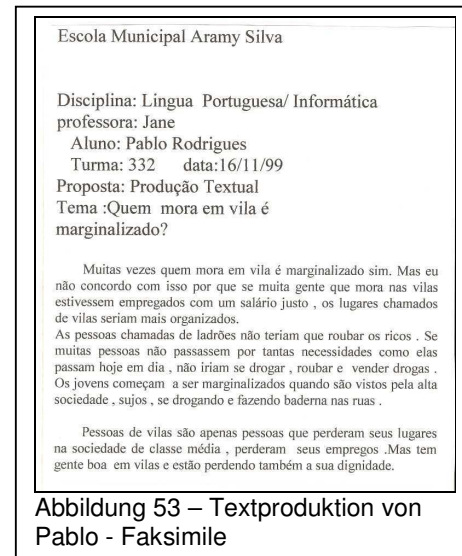 Escola Municipal Aramy Silva
Disciplina: Lingua Portuguesa/ Informática
professora: Jane
Aluno: Pablo Rodrigues
Turma: 332 data:16/11/99
Proposta: Produção Textual
Tema :Quem mora em vila é
marginalizado?
Muitas vezes quem mora em vila é marginalizado sim. Mas eu
não concordo com isso por que se muita gente que mora nas vilas
estivessem empregados com um salário justo , os lugares chamados
de vilas seriam mais organizados.
As pessoas chamadas de ladrões não teriam que roubar os ricos . Se
muitas pessoas não passassem por tantas necessidades como elas
passam hoje em dia , não iriam se drogar , roubar e vender drogas .
Os jovens começam a ser marginalizados quando são vistos pela alta
sociedade , sujos , se drogando e fazendo baderna nas ruas .
Pessoas de vilas são apenas pessoas que perderam seus lugares
na sociedade de classe média , perderam seus empregos .Mas tem
gente boa em vilas e estão perdendo também a sua dignidade.
Abbildung 53 – Textproduktion von
Pablo - Faksimile